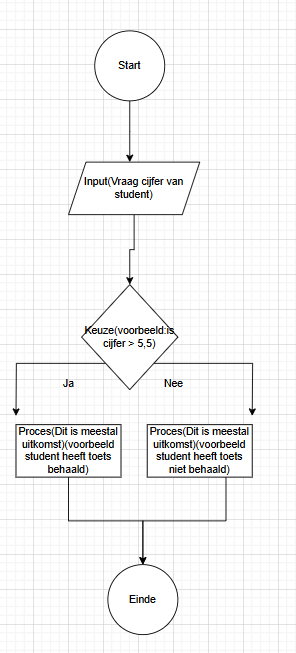 Start
Input(Vraag cijfer van
student)
Keuze(voorbeeld:is
cijfer > 5,5)
Ja
Nee
Proces(Dit is meestal
uitkomst)(voorbeeld
student heeft toets
behaald)
Proces(Dit is meestal
uitkomst)(voorbeeld
student heeft toets
niet behaald)
Einde